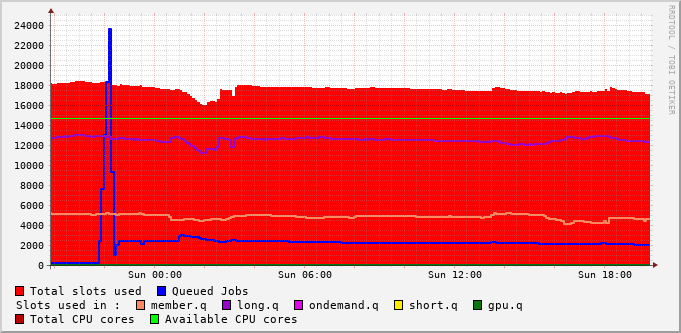 RRDTOOL / TOBI OETIKER
24000
22000
20000
18000
16000
14000
12000
10000
8000
6000
4000
2000
0
Sun 00:00 Sun 06:00 Sun 12:00 Sun 18:00
Total slots used Queued Jobs
Slots used in : member.q long.q ondemand.q short.q gpu.q
Total CPU cores Available CPU cores